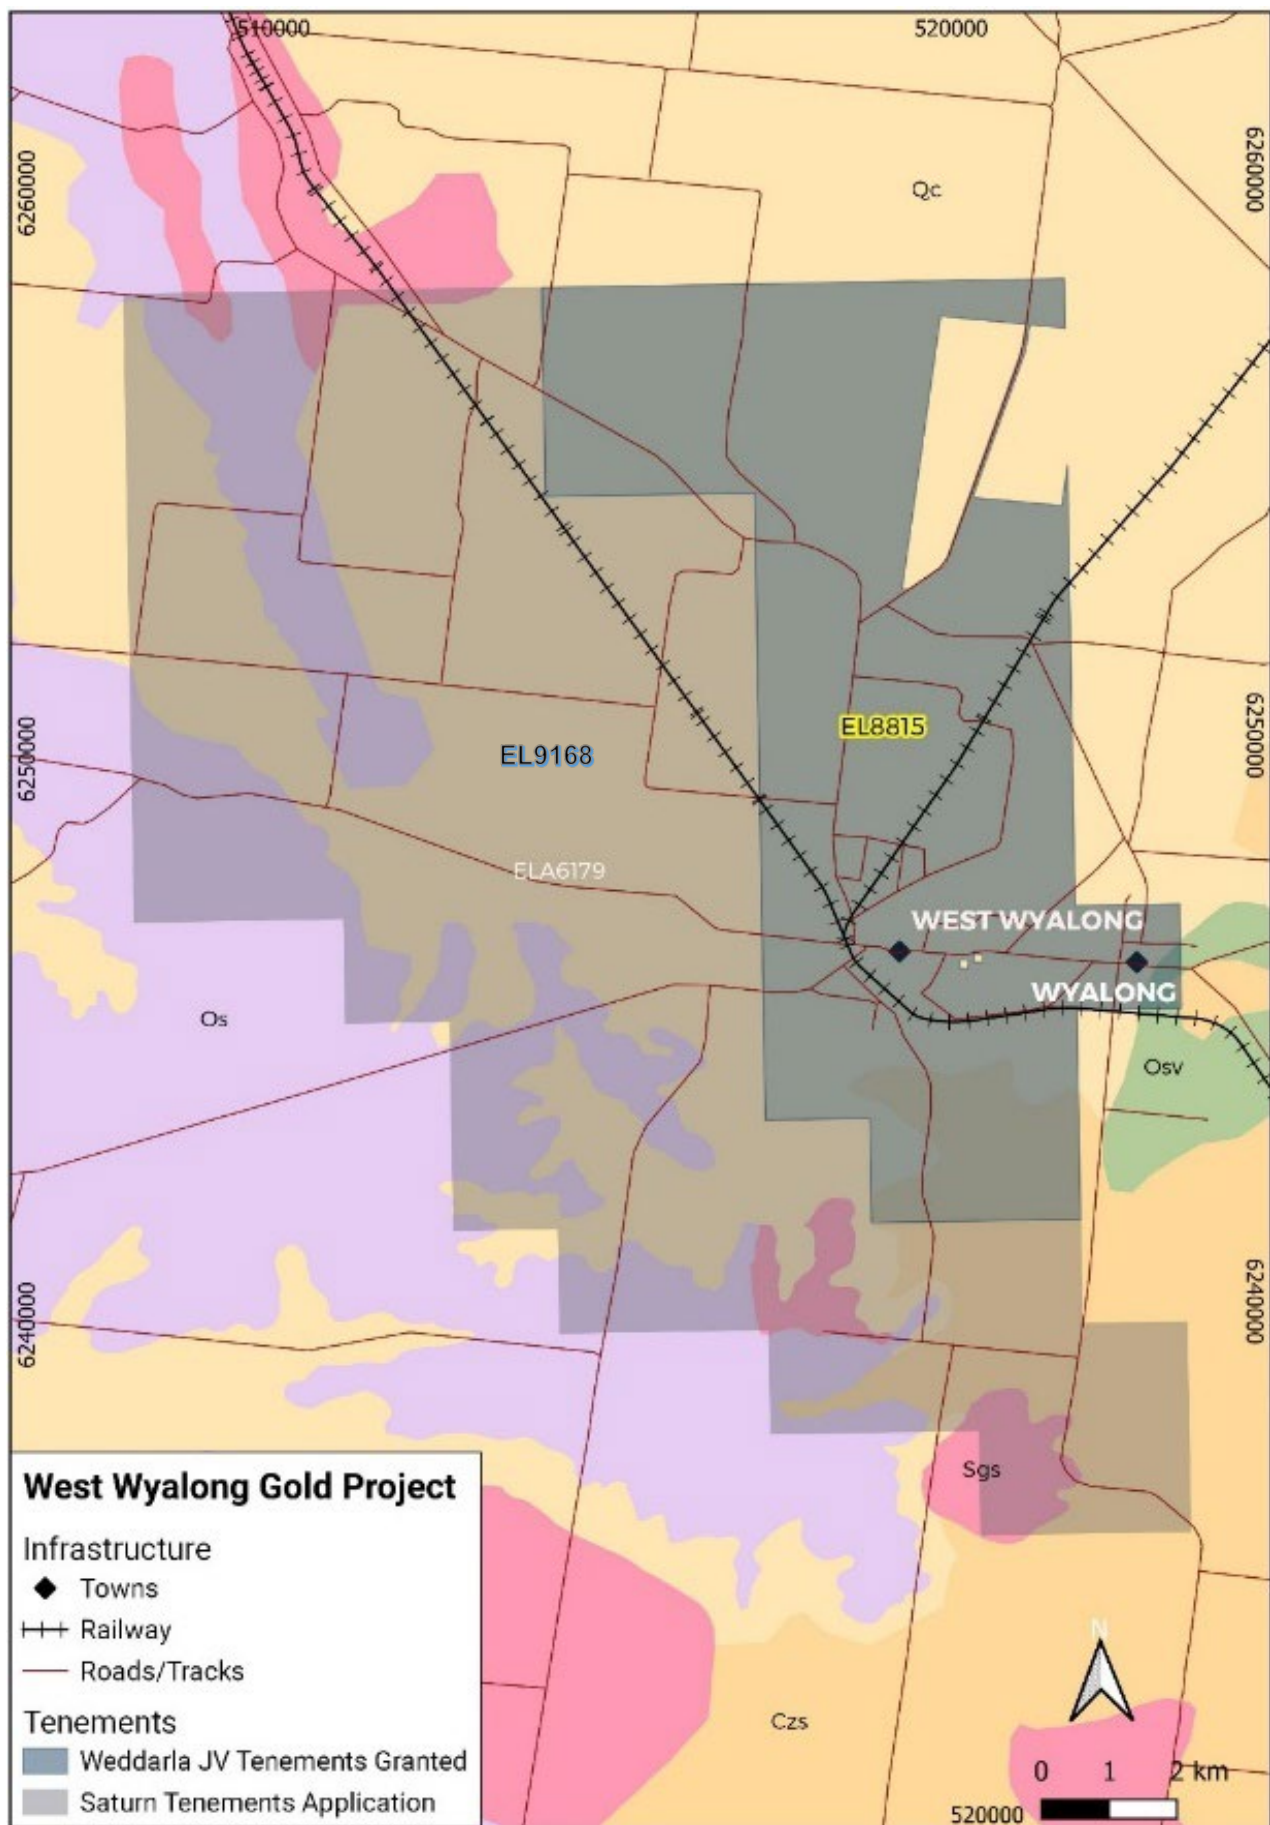 510000
520000
6260000
6260000
Qc
EL8815
6250000
6250000
EL9168
ELA6179
WEST WYALONG
WYALONG
Os
Osv
6240000
6240000
Sgs
West Wyalong Gold Project
Infrastructure
Towns
Railway
Roads/Tracks
Tenements
Weddarla JV Tenements Granted
Saturn Tenements Application
Czs
N
0 1 2 km
520000